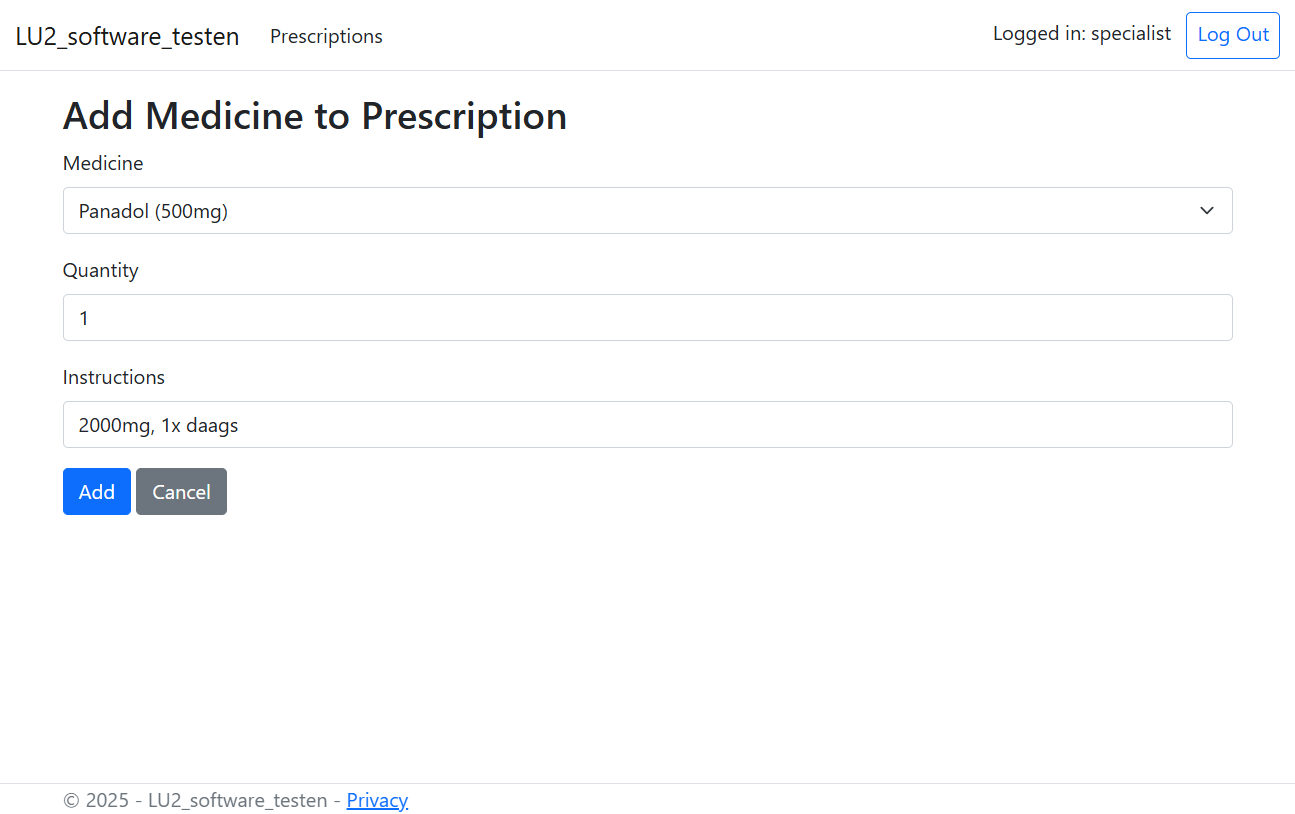 LU2_software_testen Prescriptions Logged in: specialist Log Out
Add Medicine to Prescription
Medicine
Panadol (500mg)
Quantity
1
Instructions
2000mg, 1x daags
Add Cancel
© 2025 - LU2_software_testen - Privacy